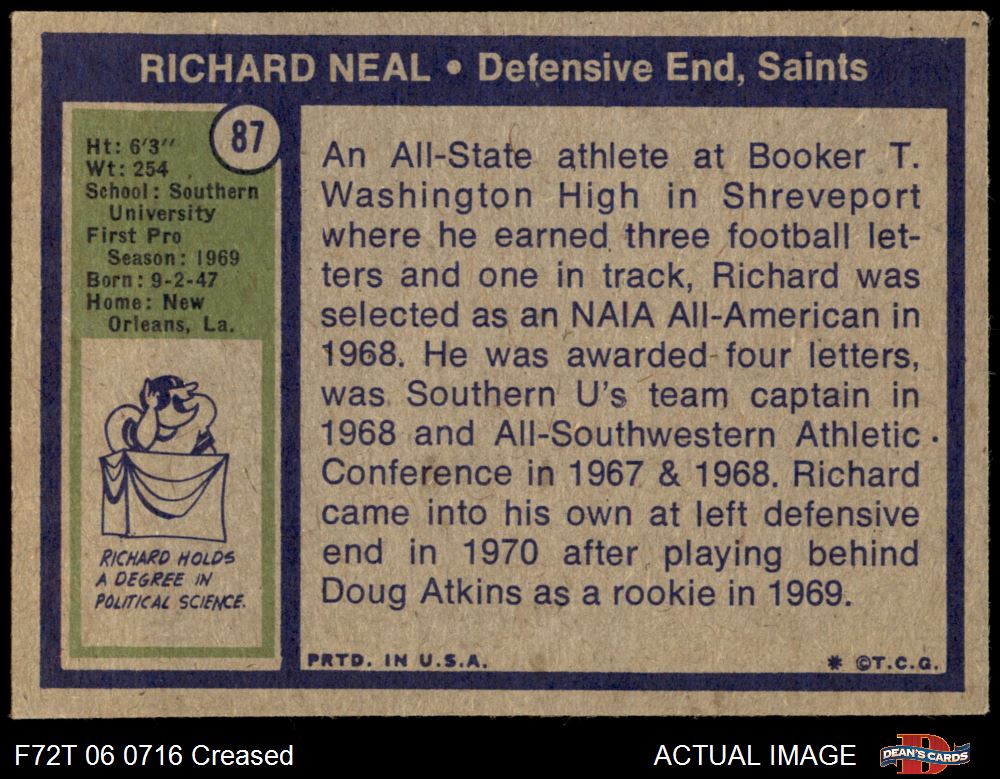 RICHARD NEAL • Defensive End, Saints
87
Ht: 6'3"
Wt: 254
School: Southern
University
First Pro
Season: 1969
Born: 9-2-47
Home: New
Orleans, La.
RICHARD HOLDS
A DEGREE IN
POLITICAL SCIENCE.
An All-State athlete at Booker T.
Washington High in Shreveport
where he earned three football let-
ters and one in track, Richard was
selected as an NAIA All-American in
1968. He was awarded four letters,
was Southern U's team captain in
1968 and All-Southwestern Athletic
Conference in 1967 & 1968. Richard
came into his own at left defensive
end in 1970 after playing behind
Doug Atkins as a rookie in 1969.
PRTD. IN U.S.A.
* ©T.C.G.
F72T 06 0716 Creased
ACTUAL IMAGE
DEAN'S CARDS